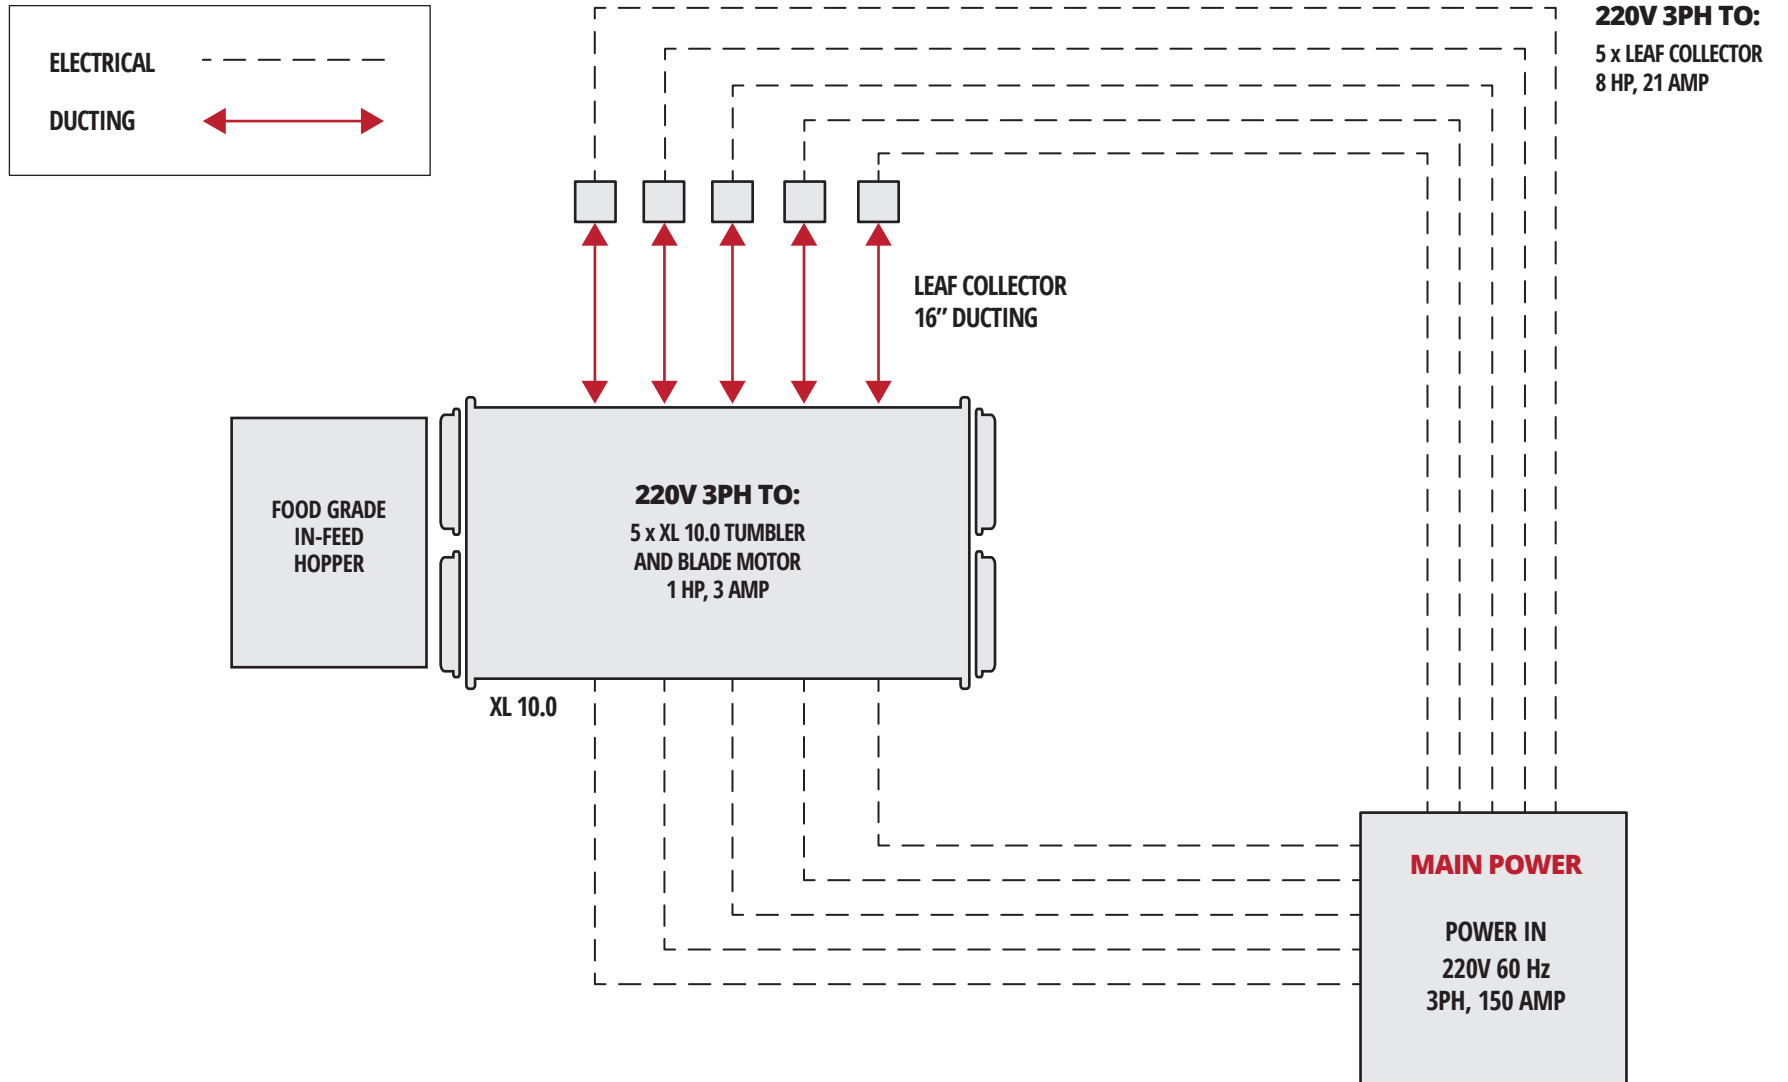 ELECTRICAL
DUCTING
220V 3PH TO:
5 x LEAF COLLECTOR
8 HP, 21 AMP
LEAF COLLECTOR
16” DUCTING
FOOD GRADE
IN-FEED
HOPPER
220V 3PH TO:
5 x XL 10.0 TUMBLER
AND BLADE MOTOR
1 HP, 3 AMP
XL 10.0
MAIN POWER
POWER IN
220V 60 Hz
3PH, 150 AMP